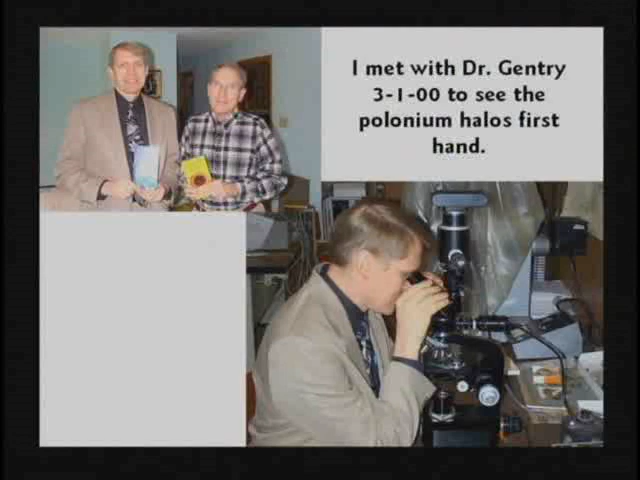 I met with Dr. Gentry
3-1-00 to see the
polonium halos first
hand.